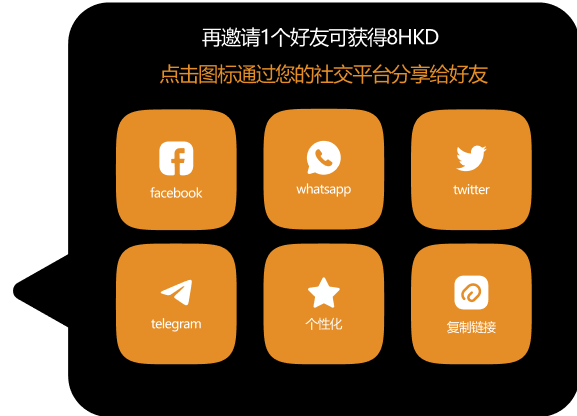 再邀请1个好友可获得8HKD
点击图标通过您的社交平台分享给好友
facebook
whatsapp
twitter
telegram
个性化
复制链接